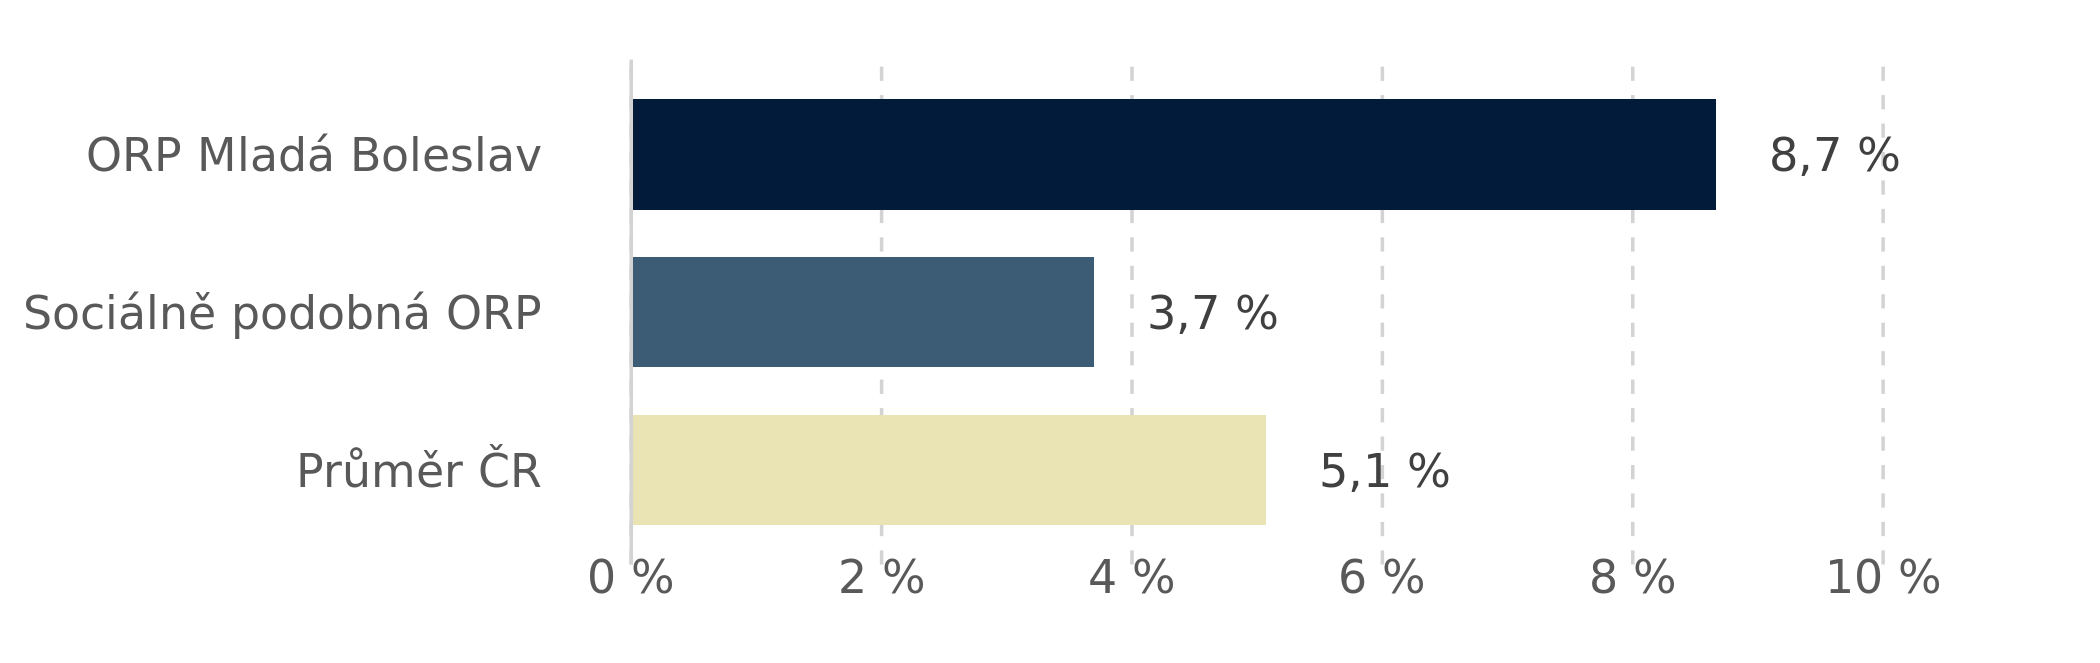 ORP Mladá Boleslav 8,7 %
Sociálně podobná ORP 3,7 %
Průměr ČR 5,1 %
0 % 2 % 4 % 6 % 8 % 10 %